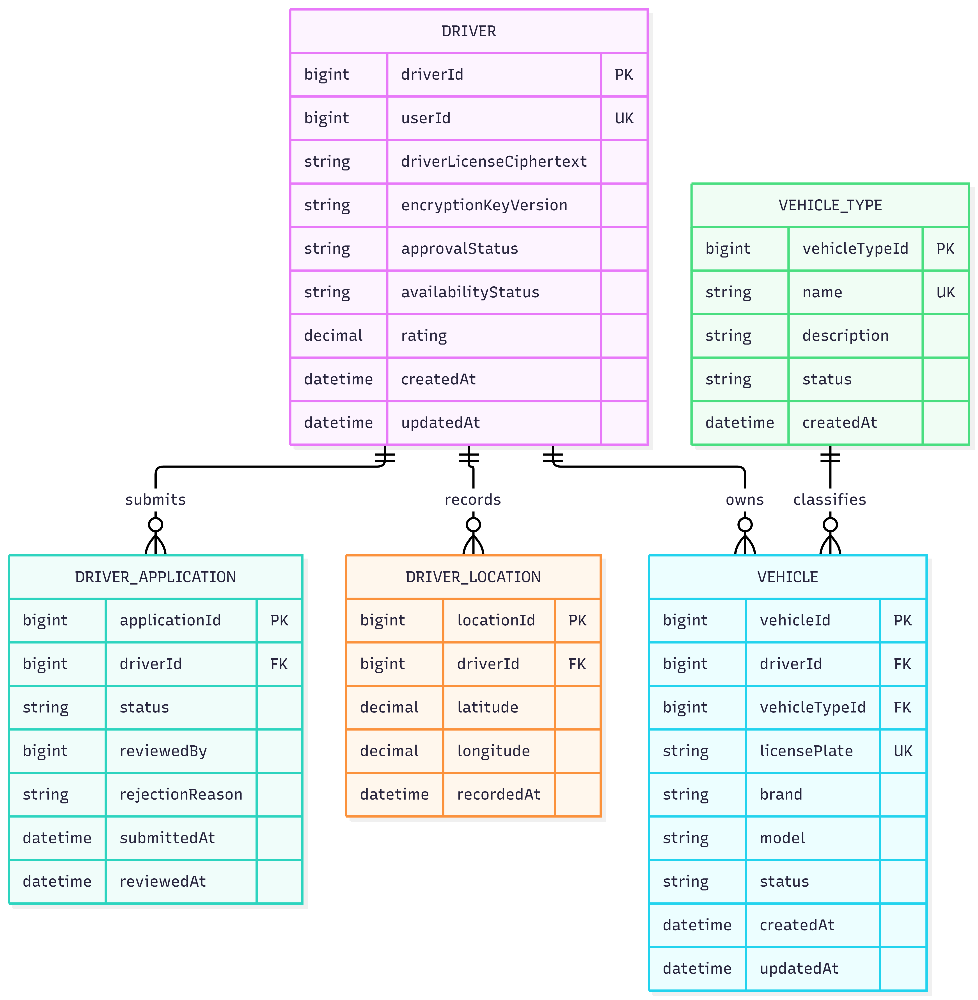 DRIVER
bigint driverId PK
bigint userId UK
string driverLicenseCiphertext
string encryptionKeyVersion
string approvalStatus
string availabilityStatus
decimal rating
datetime createdAt
datetime updatedAt
VEHICLE_TYPE
bigint vehicleTypeId PK
string name UK
string description
string status
datetime createdAt
submits
records
owns
classifies
DRIVER_APPLICATION
bigint applicationId PK
bigint driverId FK
string status
bigint reviewedBy
string rejectionReason
datetime submittedAt
datetime reviewedAt
DRIVER_LOCATION
bigint locationId PK
bigint driverId FK
decimal latitude
decimal longitude
datetime recordedAt
VEHICLE
bigint vehicleId PK
bigint driverId FK
bigint vehicleTypeId FK
string licensePlate UK
string brand
string model
string status
datetime createdAt
datetime updatedAt